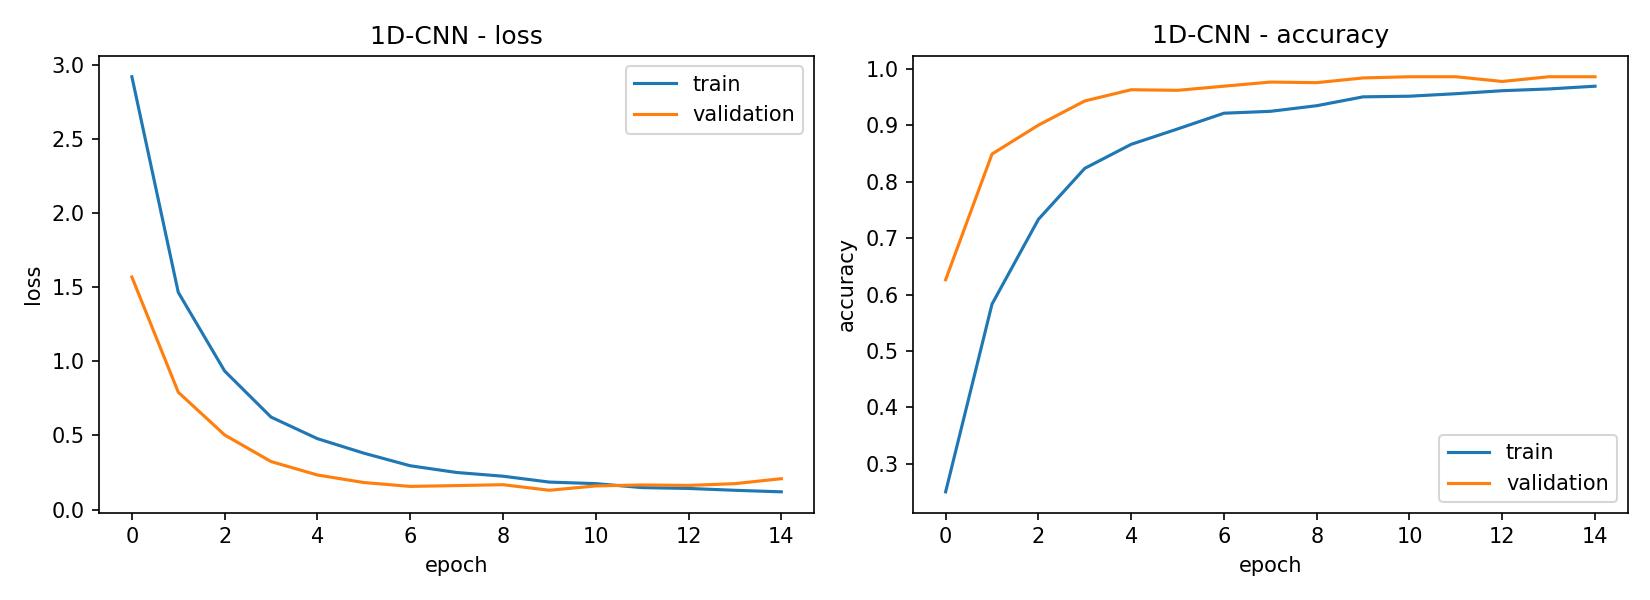 1D-CNN - loss
3.0
2.5
2.0
1.5
1.0
0.5
0.0
loss
train
validation
0 2 4 6 8 10 12 14
epoch
1D-CNN - accuracy
1.0
0.9
0.8
0.7
0.6
0.5
0.4
0.3
accuracy
train
validation
0 2 4 6 8 10 12 14
epoch